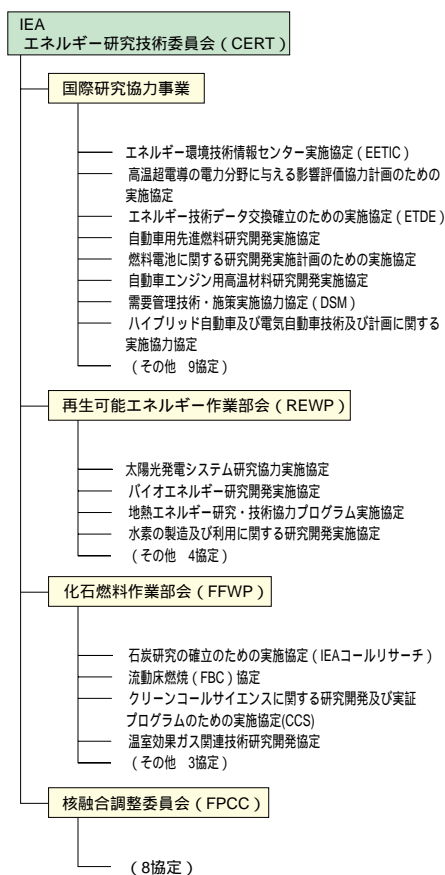 IEA
エネルギー研究技術委員会（CERT）
国際研究協力事業
エネルギー環境技術情報センター実施協定（EETIC）
高温超電導の電力分野に与える影響評価協力計画のための
実施協定
エネルギー技術データ交換確立のための実施協定（ETDE）
自動車用先進燃料研究開発実施協定
燃料電池に関する研究開発実施計画のための実施協定
自動車エンジン用高温材料研究開発実施協定
需要管理技術・施策実施協力協定（DSM）
ハイブリッド自動車及び電気自動車技術及び計画に関する
実施協力協定
（その他　9協定）
再生可能エネルギー作業部会（REWP）
太陽光発電システム研究協力実施協定
バイオエネルギー研究開発実施協定
地熱エネルギー研究・技術協力プログラム実施協定
水素の製造及び利用に関する研究開発実施協定
（その他　4協定）
化石燃料作業部会（FFWP）
石炭研究の確立のための実施協定（IEAコールリサーチ）
流動床燃焼（FBC）協定
クリーンコールサイエンスに関する研究開発及び実証
プログラムのための実施協定(CCS)
温室効果ガス関連技術研究開発協定
（その他　3協定）
核融合調整委員会（FPCC）
（8協定）